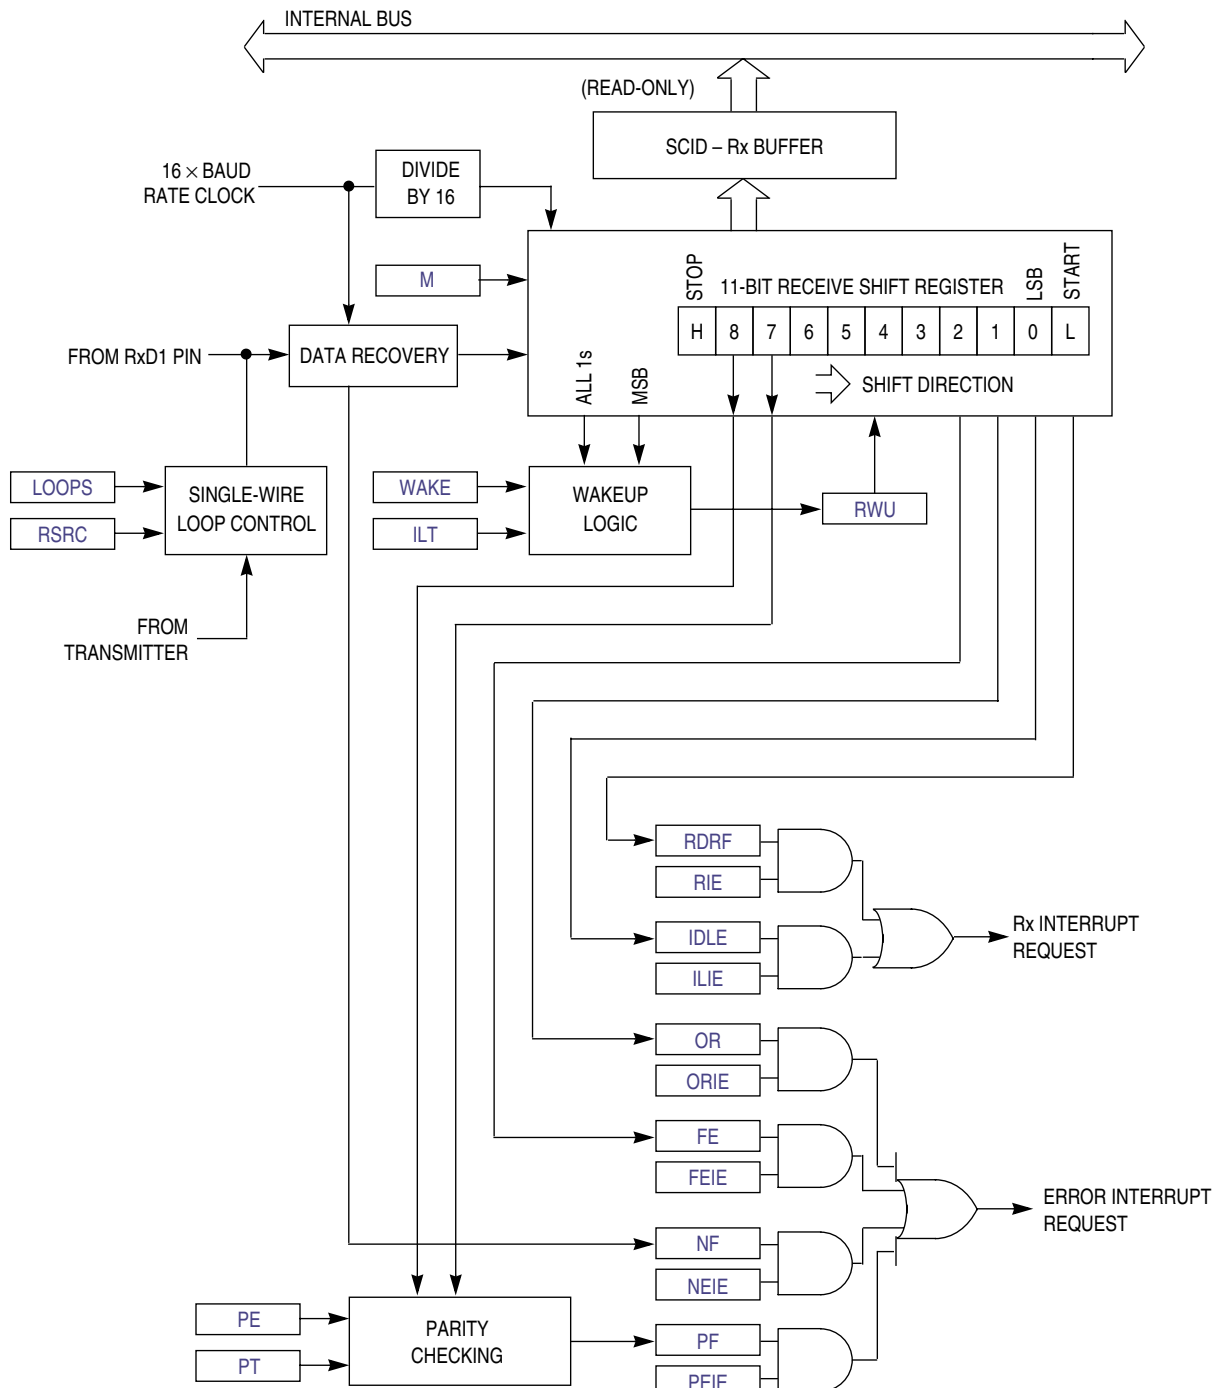 INTERNAL BUS
(READ-ONLY)
SCID – Rx BUFFER
16 × BAUD
RATE CLOCK
DIVIDE
BY 16
M
STOP
11-BIT RECEIVE SHIFT REGISTER
LSB
START
H 8 7 6 5 4 3 2 1 0 L
FROM RxD1 PIN
DATA RECOVERY
ALL 1s
MSB
SHIFT DIRECTION
LOOPS
RSRC
SINGLE-WIRE
LOOP CONTROL
WAKE
ILT
WAKEUP
LOGIC
RWU
FROM
TRANSMITTER
RDRF
RIE
IDLE
ILIE
Rx INTERRUPT
REQUEST
OR
ORIE
FE
FEIE
ERROR INTERRUPT
REQUEST
NF
NEIE
PE
PT
PARITY
CHECKING
PF
PEIE